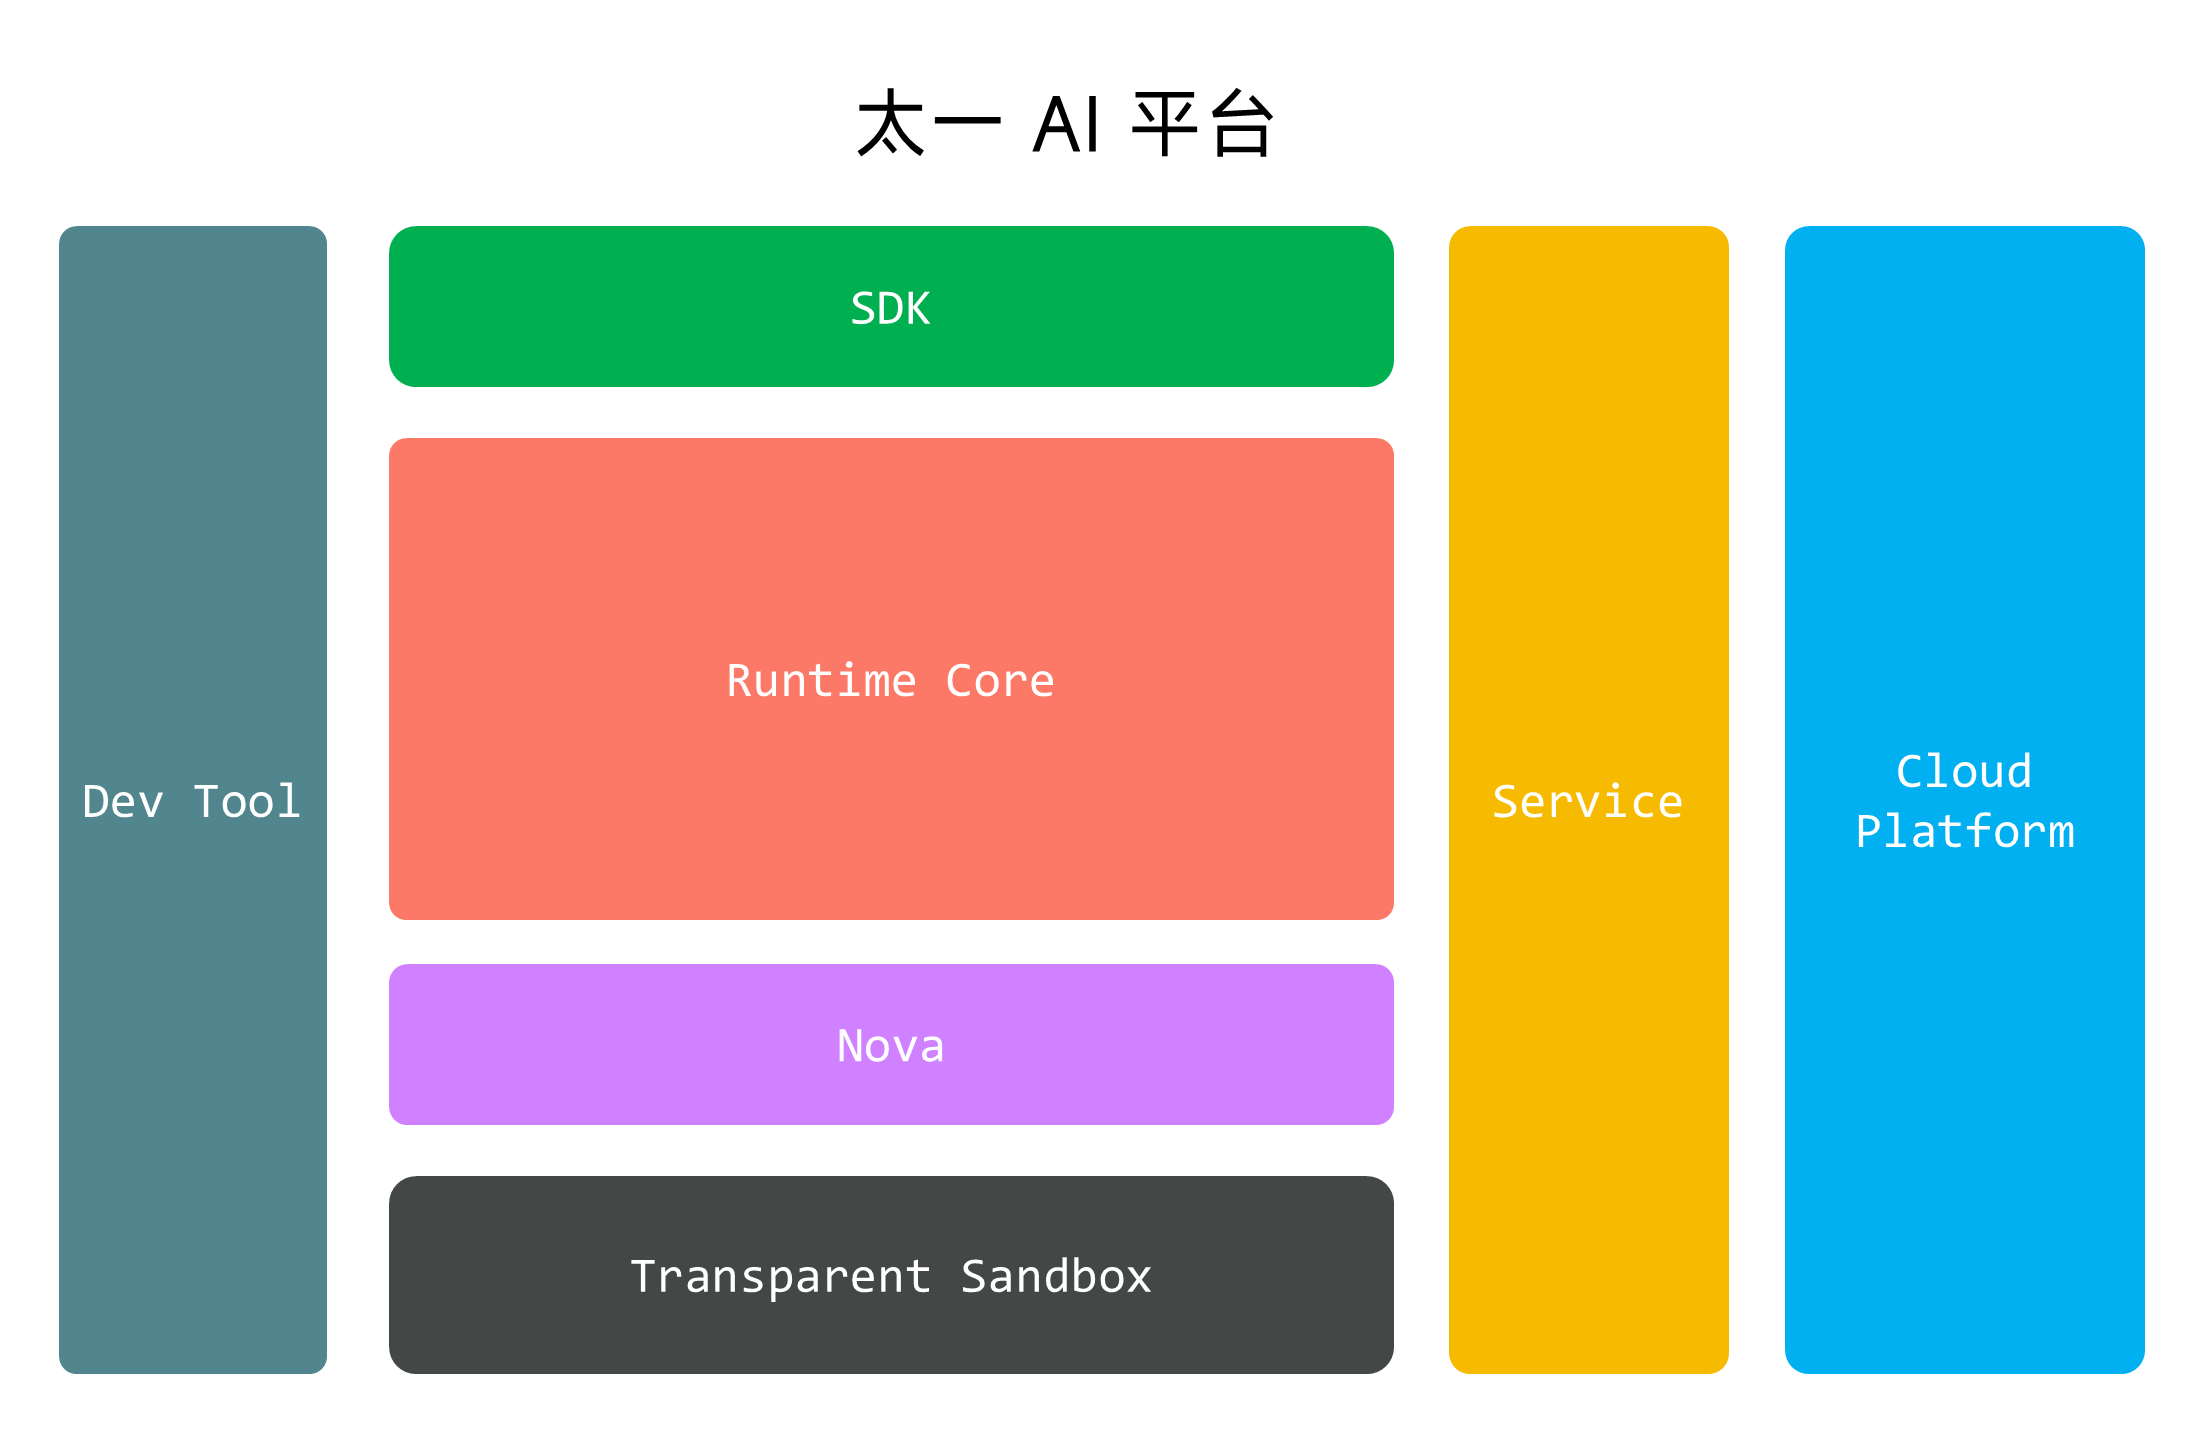 太一 AI 平台
Dev Tool
SDK
Runtime Core
Nova
Transparent Sandbox
Service
Cloud
Platform